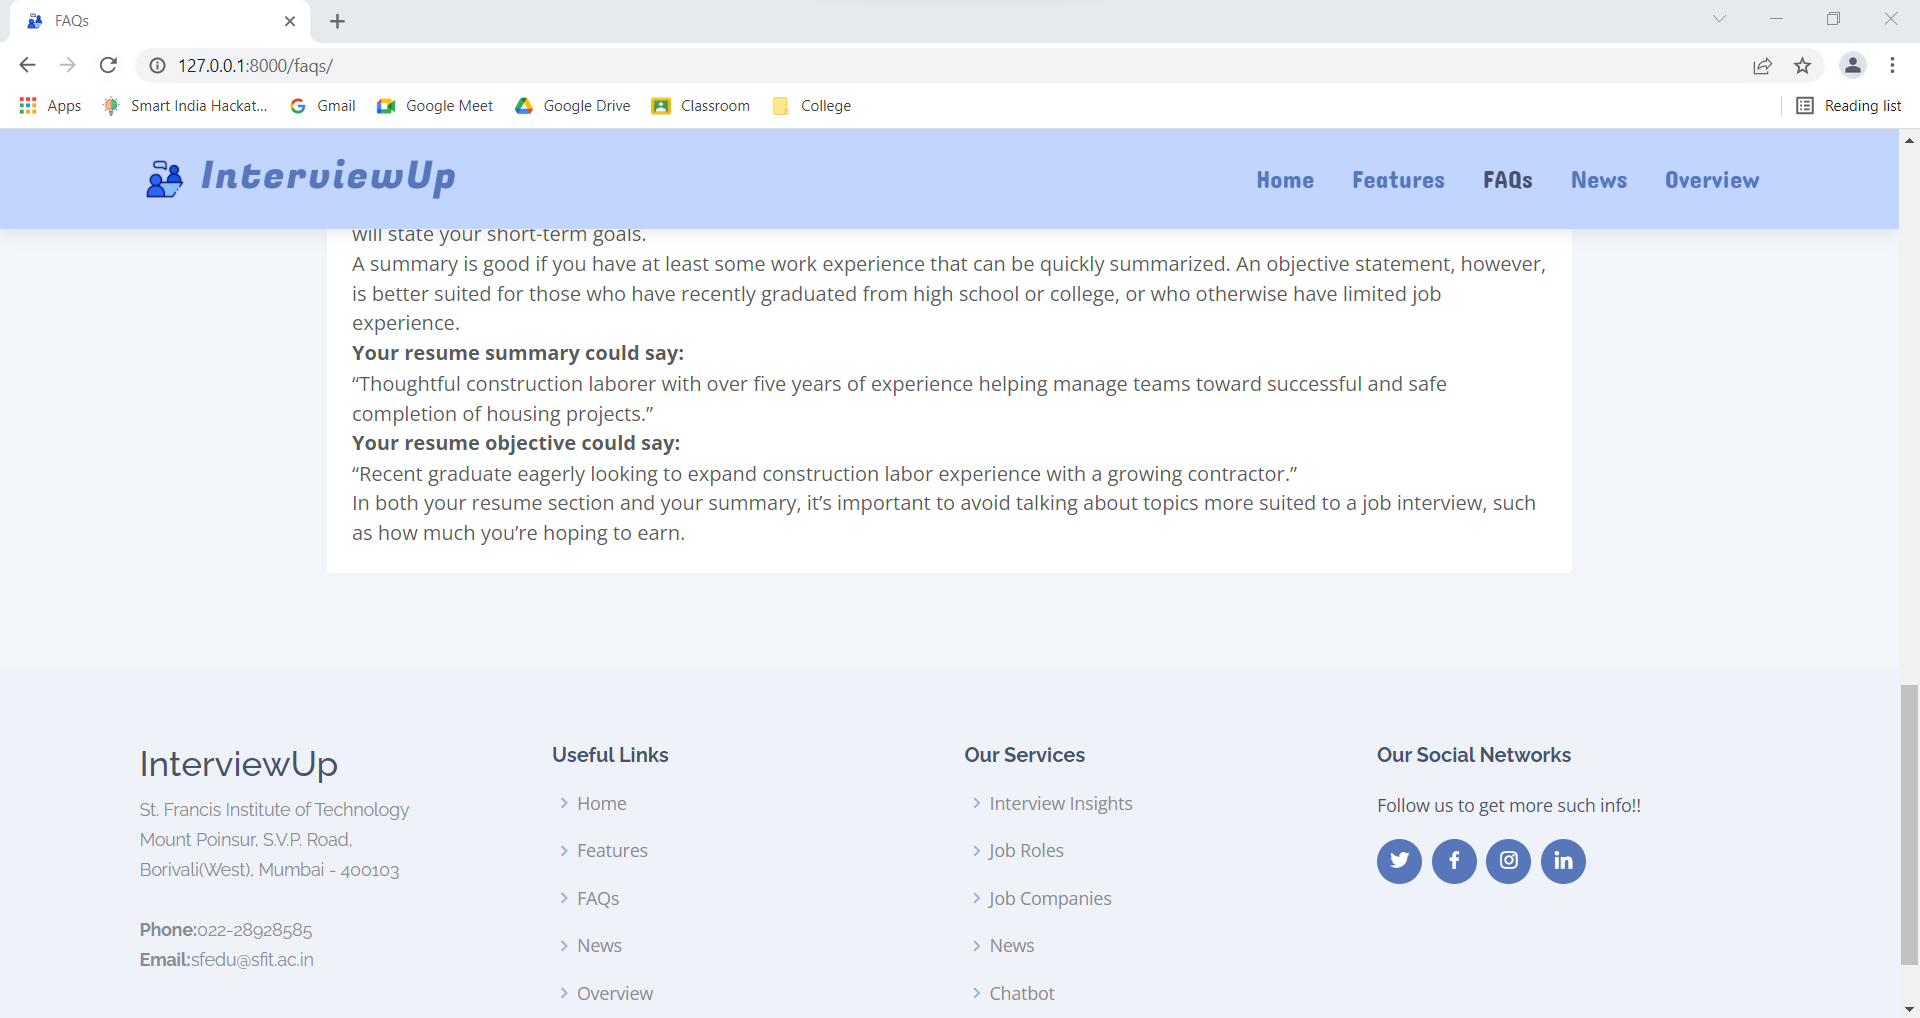 FAQs
127.0.0.1:8000/faqs/
Apps Smart India Hackat... Gmail Google Meet Google Drive Classroom College Reading list
InterviewUp
Home Features FAQs News Overview
will state your short-term goals.
A summary is good if you have at least some work experience that can be quickly summarized. An objective statement, however,
is better suited for those who have recently graduated from high school or college, or who otherwise have limited job
experience.
Your resume summary could say:
“Thoughtful construction laborer with over five years of experience helping manage teams toward successful and safe
completion of housing projects.”
Your resume objective could say:
“Recent graduate eagerly looking to expand construction labor experience with a growing contractor.”
In both your resume section and your summary, it’s important to avoid talking about topics more suited to a job interview, such
as how much you’re hoping to earn.
InterviewUp
St. Francis Institute of Technology
Mount Poinsur, S.V.P. Road,
Borivali(West), Mumbai - 400103
Phone:022-28928585
Email:sfedu@sfit.ac.in
Useful Links
Home
Features
FAQs
News
Overview
Our Services
Interview Insights
Job Roles
Job Companies
News
Chatbot
Our Social Networks
Follow us to get more such info!!